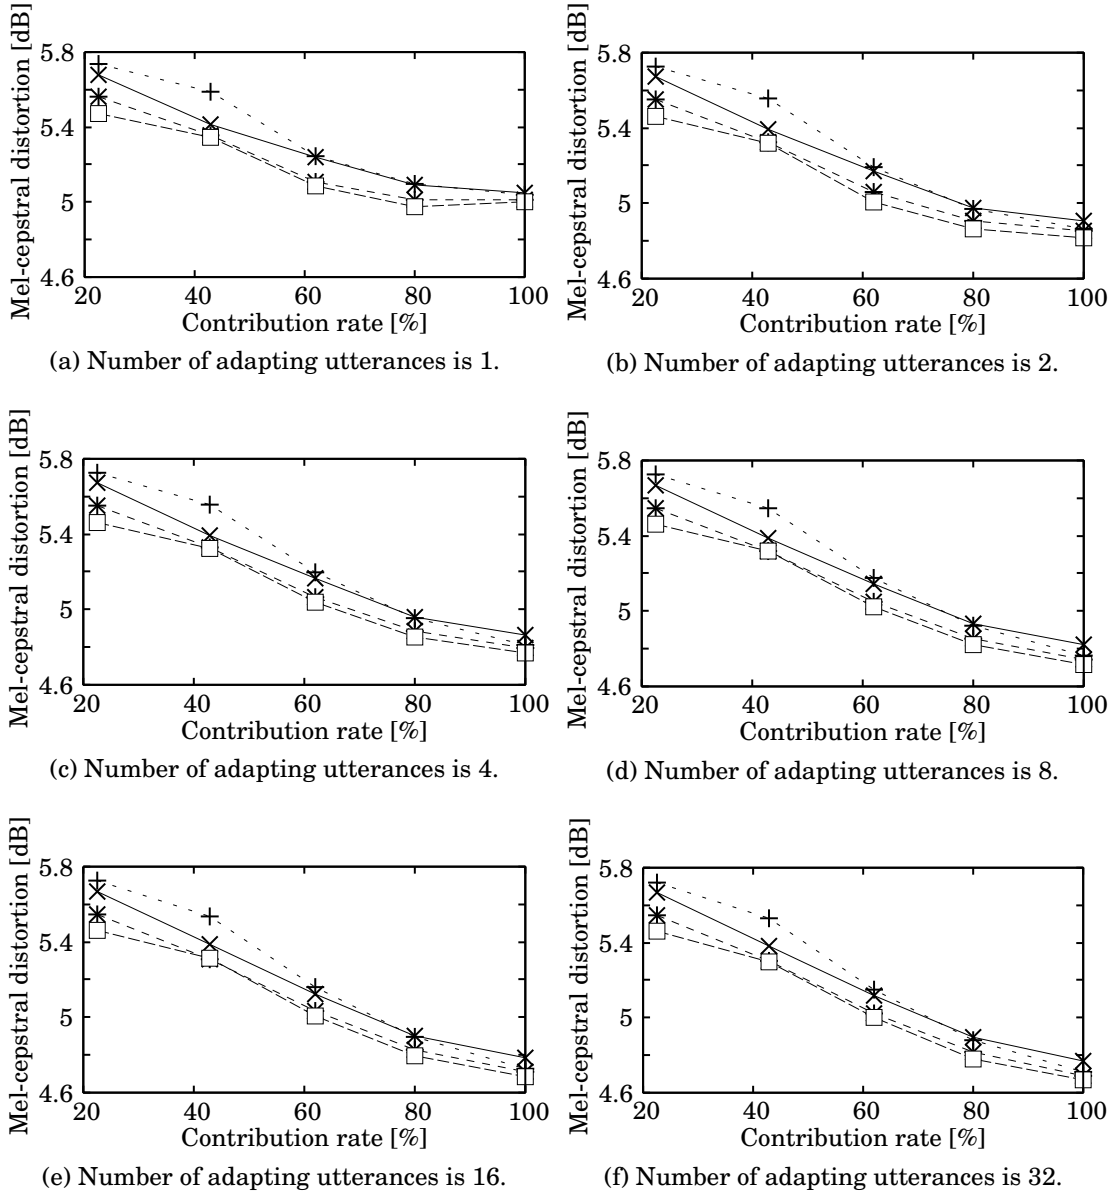 Mel-cepstral distortion [dB]
5.8
5.4
5
4.6
20 40 60 80 100
Contribution rate [%]
(a) Number of adapting utterances is 1.
Mel-cepstral distortion [dB]
5.8
5.4
5
4.6
20 40 60 80 100
Contribution rate [%]
(b) Number of adapting utterances is 2.
Mel-cepstral distortion [dB]
5.8
5.4
5
4.6
20 40 60 80 100
Contribution rate [%]
(c) Number of adapting utterances is 4.
Mel-cepstral distortion [dB]
5.8
5.4
5
4.6
20 40 60 80 100
Contribution rate [%]
(d) Number of adapting utterances is 8.
Mel-cepstral distortion [dB]
5.8
5.4
5
4.6
20 40 60 80 100
Contribution rate [%]
(e) Number of adapting utterances is 16.
Mel-cepstral distortion [dB]
5.8
5.4
5
4.6
20 40 60 80 100
Contribution rate [%]
(f) Number of adapting utterances is 32.